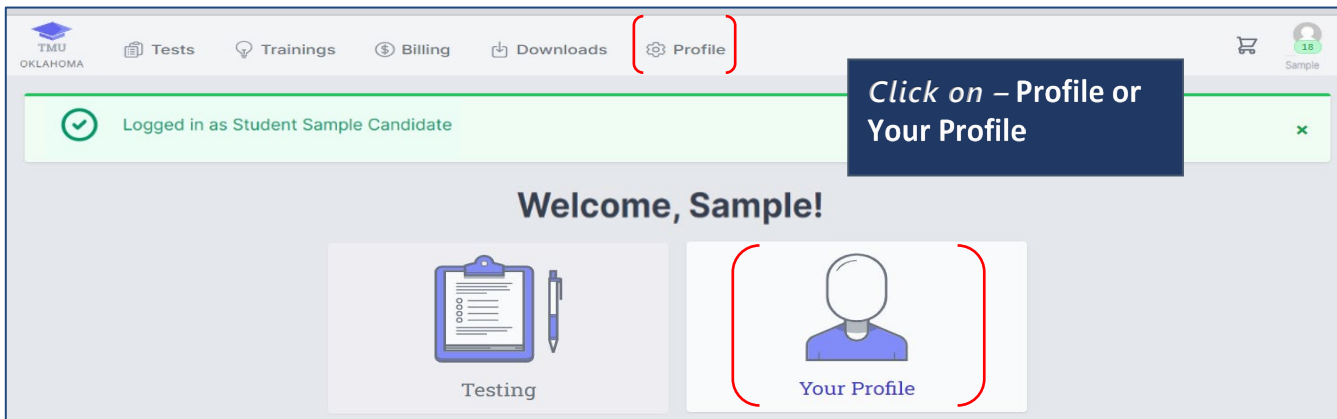 TMU
OKLAHOMA
Tests
Trainings
Billing
Downloads
Profile
18
Sample
Click on – Profile or
Your Profile
Logged in as Student Sample Candidate
×
Welcome, Sample!
Testing
Your Profile